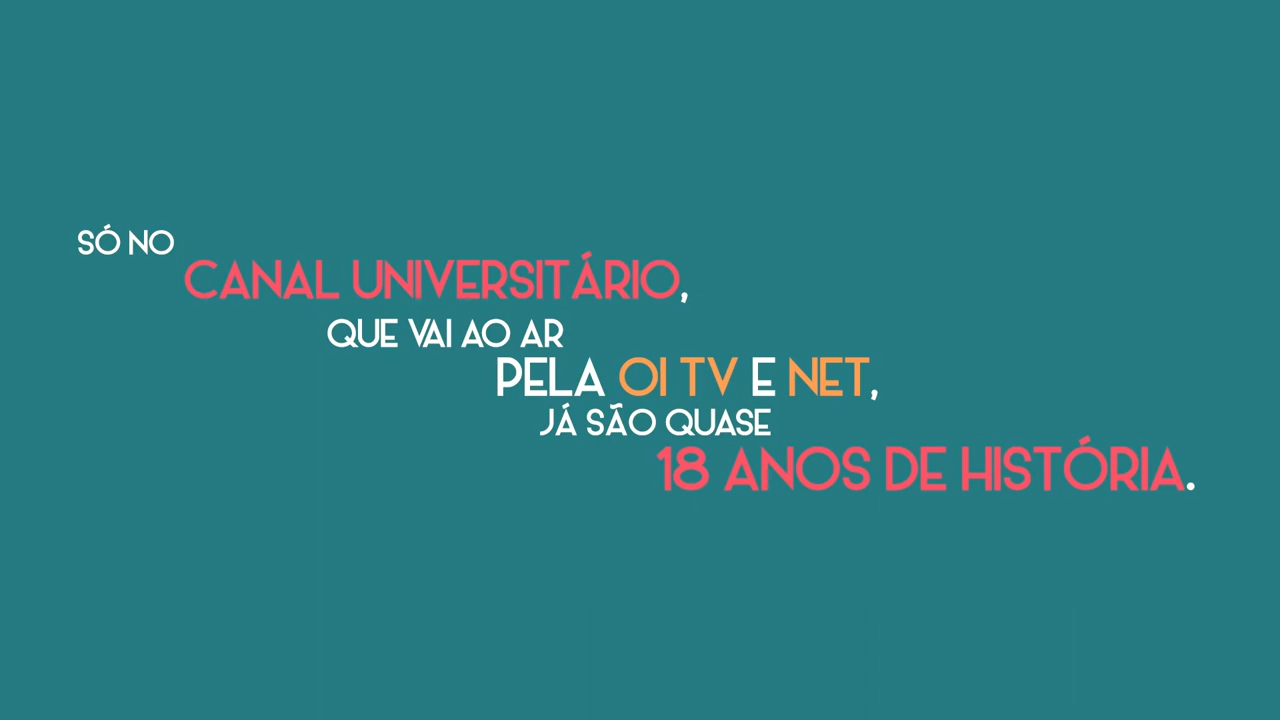 SÓ NO
CANAL UNIVERSITÁRIO,
QUE VAI AO AR
PELA OI TV E NET,
JÁ SÃO QUASE
18 ANOS DE HISTÓRIA.